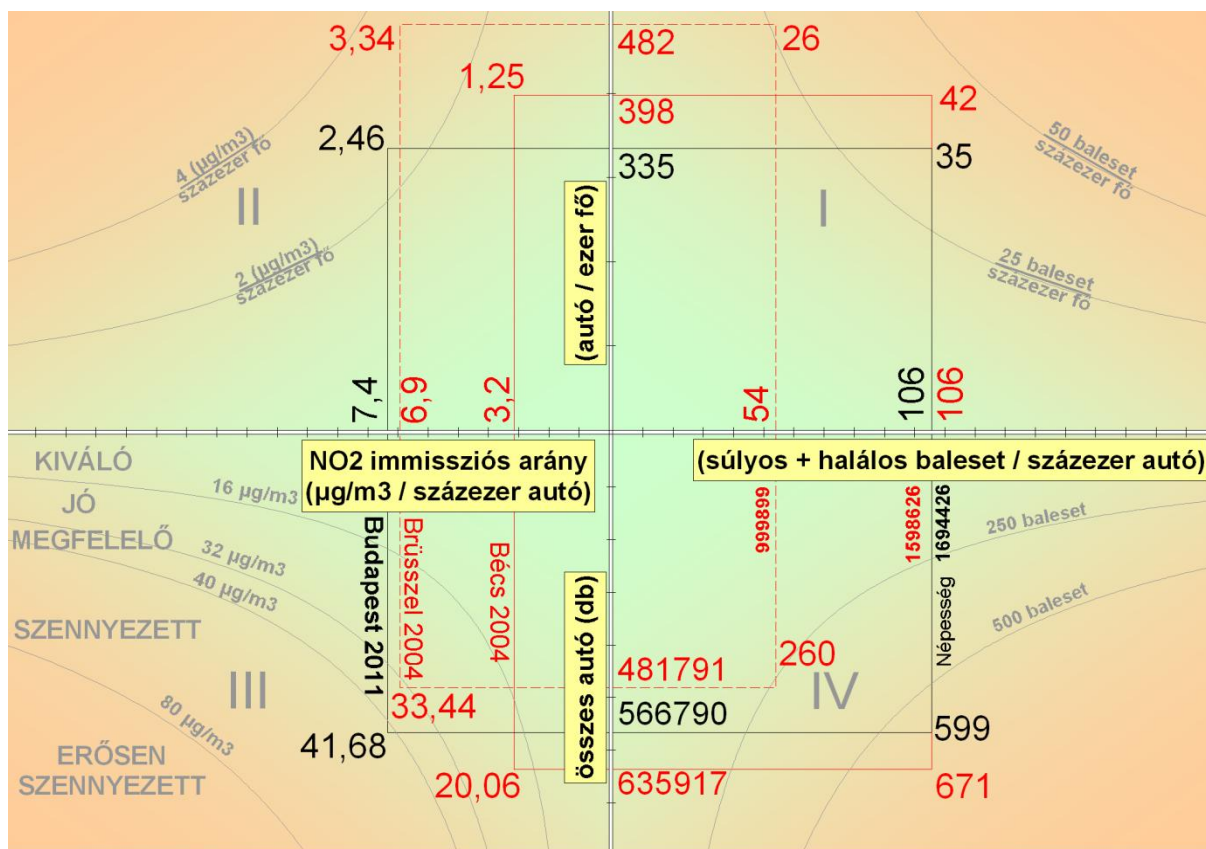 3,34
482
26
1,25
398
42
2,46
335
35
4 (µg/m3)
százezer fő
50 baleset
százezer fő
II
I
2 (µg/m3)
százezer fő
25 baleset
százezer fő
(autó / ezer fő)
7,4
6,9
3,2
54
106
106
KIVÁLÓ
NO2 immissziós arány
(µg/m3 / százezer autó)
(súlyos + halálos baleset / százezer autó)
16 µg/m3
JÓ
MEGFELELŐ
32 µg/m3
40 µg/m3
Budapest 2011
Brüsszel 2004
Bécs 2004
999899
1598626
Népesség 1694426
250 baleset
500 baleset
SZENNYEZETT
összes autó (db)
481791
260
III
IV
33,44
566790
599
80 µg/m3
41,68
ERŐSEN
SZENNYEZETT
20,06
635917
671